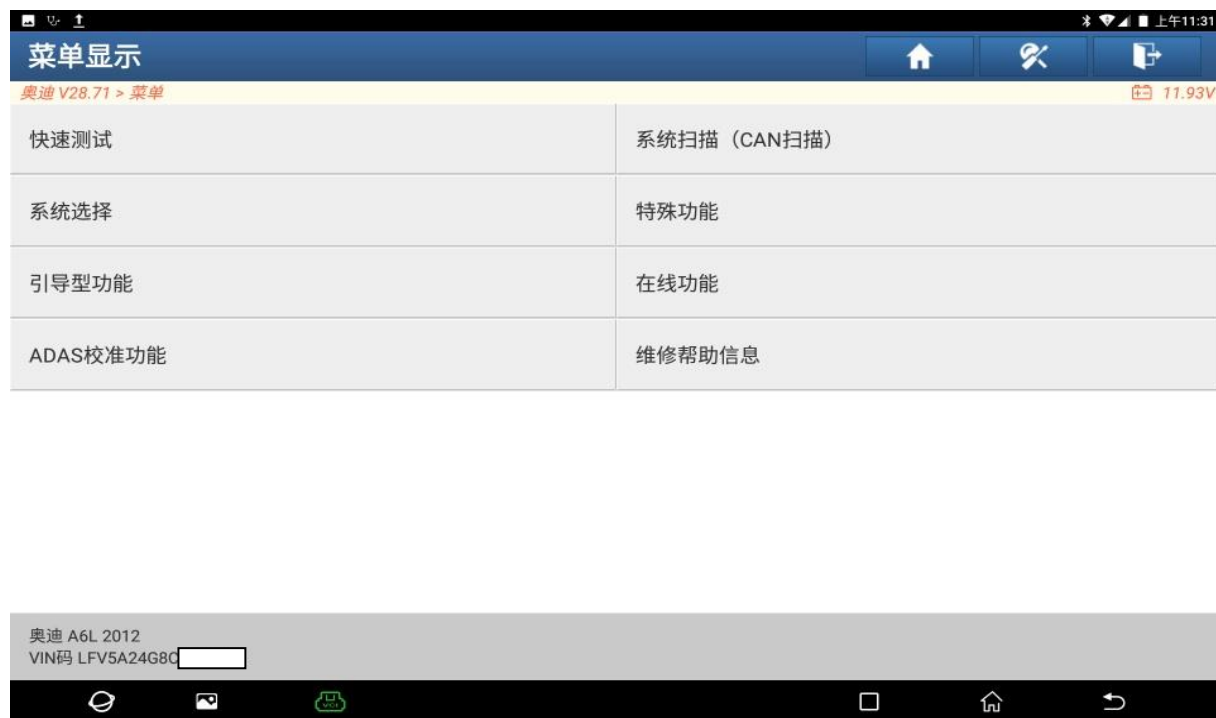 上午11:31
菜单显示
奥迪 V28.71 > 菜单
11.93V
快速测试
系统扫描（CAN扫描）
系统选择
特殊功能
引导型功能
在线功能
ADAS校准功能
维修帮助信息
奥迪 A6L 2012
VIN码 LFV5A24G8C
VCI